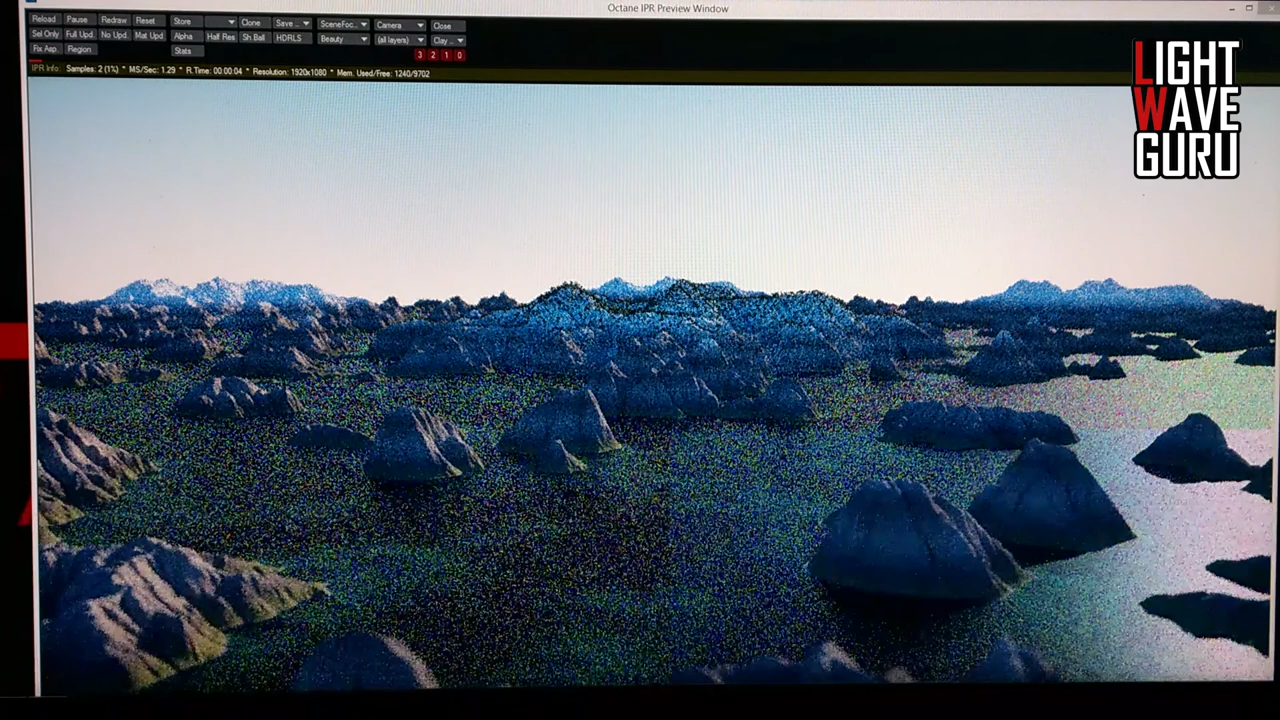 Octane IPR Preview Window
Reload Pause Redraw Reset Store Clone Save .. SceneFoc.. Camera Close
Sel Only Full Upd. No Upd. Mat Upd Alpha Half Res Sh.Ball HDRLS Beauty (all layers) Clay ..
Fix Asp. Region Stats 3 2 1 0
IPR Info: Samples: 2 (1%) * MS/Sec: 1.29 * R.Time: 00:00:04 * Resolution: 1920x1080 * Mem. Used/Free: 1240/9702
LIGHT
WAVE
GURU